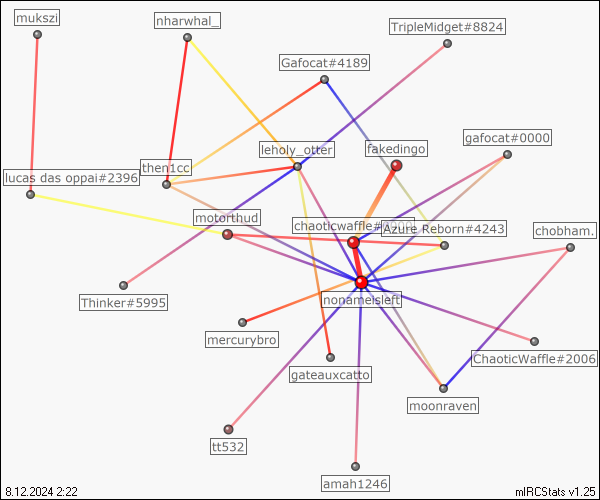 mukszi
nharwhal_
TripleMidget#8824
Gafocat#4189
gafocat#0000
leholy_otter
fakedingo
then1cc
lucas das oppai#2396
motorthud
chaoticwaffle#0000
Azure Reborn#4243
chobham.
Thinker#5995
nonameisleft
mercurybro
ChaoticWaffle#2006
gateauxcatto
moonraven
tt532
amah1246
8.12.2024 2:22
mIRCStats v1.25